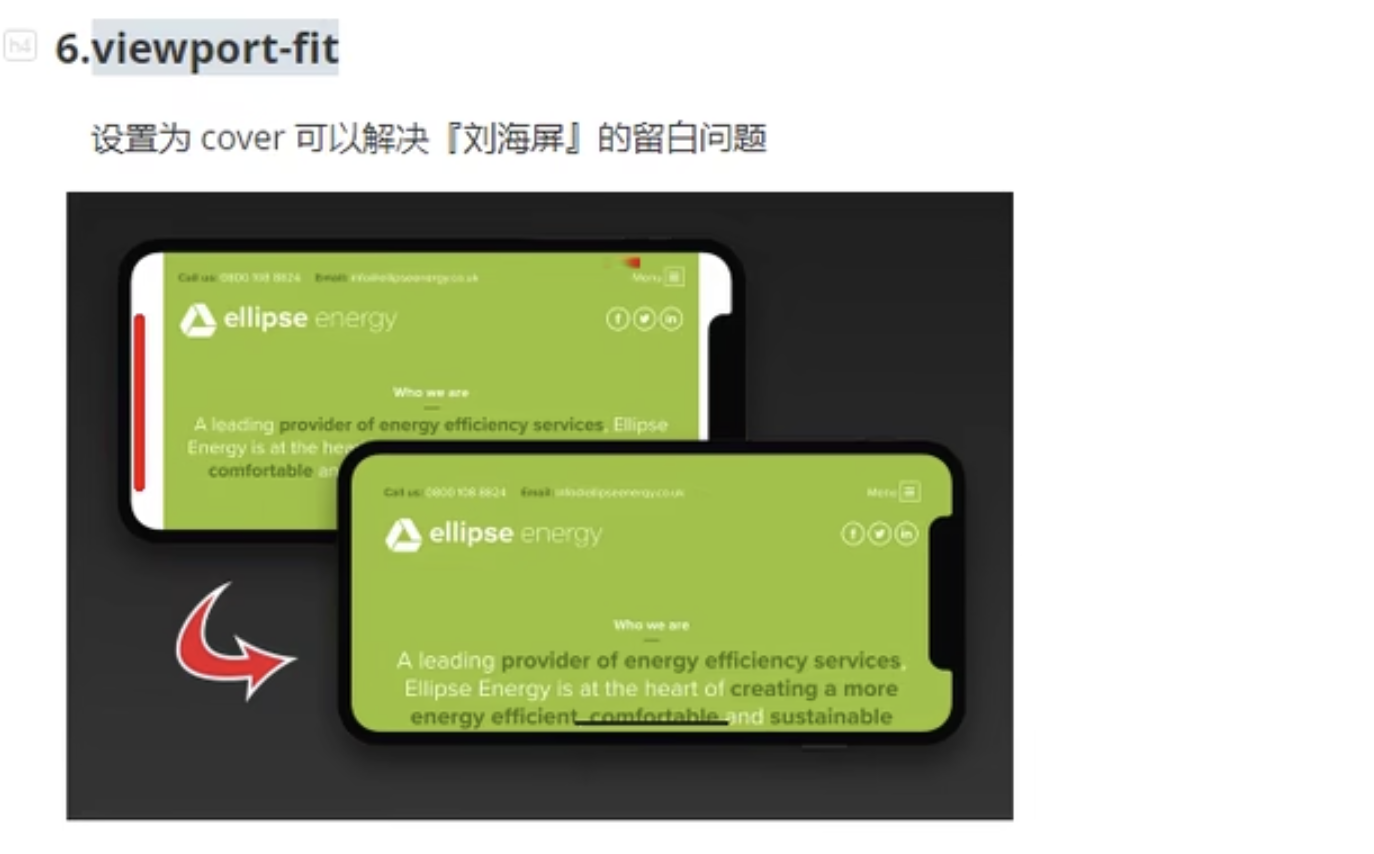 h4
6.viewport-fit
设置为 cover 可以解决『刘海屏』的留白问题
Call us: 0800 108 8824 Email: info@ellipseenergy.co.uk Menu
ellipse energy
Who we are
A leading provider of energy efficiency services, Ellipse
Energy is at the hea
comfortable an
Call us: 0800 108 8824 Email: info@ellipseenergy.co.uk Menu
ellipse energy
Who we are
A leading provider of energy efficiency services,
Ellipse Energy is at the heart of creating a more
energy efficient, comfortable and sustainable